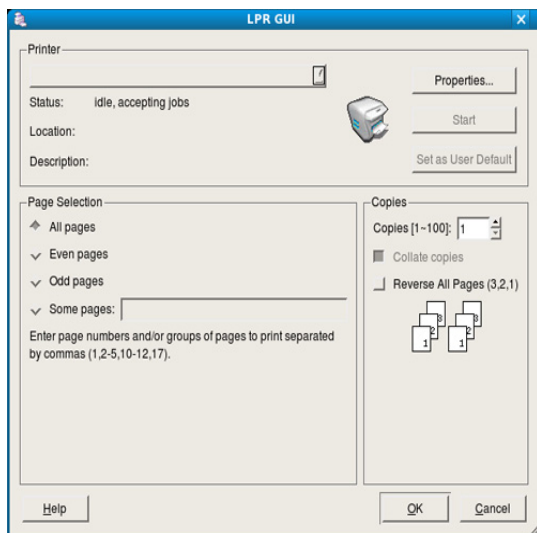 LPR GUI
Printer
Properties...
Status: idle, accepting jobs
Start
Location:
Description:
Set as User Default
Page Selection
All pages
Even pages
Odd pages
Some pages:
Enter page numbers and/or groups of pages to print separated
by commas (1,2-5,10-12,17).
Copies
Copies [1~100]: 1
Collate copies
Reverse All Pages (3,2,1)
3 3
2 2
1 1
Help
OK
Cancel